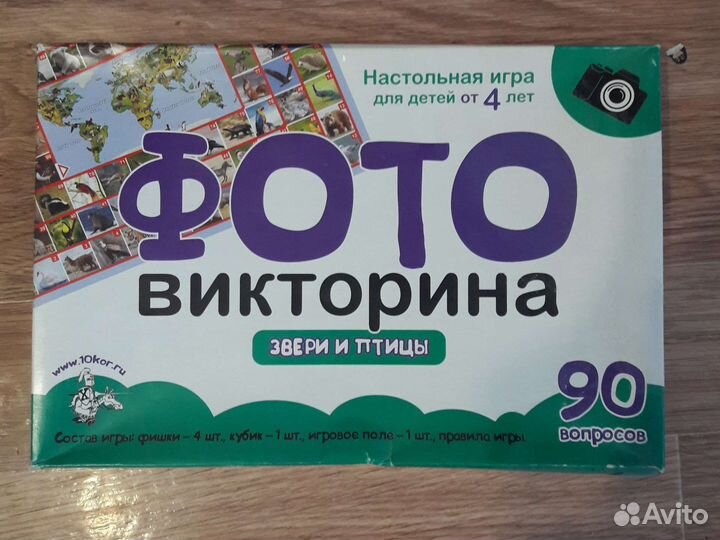 Настольная игра
для детей от 4 лет
ФОТО
ВИКТОРИНА
ЗВЕРИ И ПТИЦЫ
www.10kor.ru
90
вопросов
Состав игры: фишки – 4 шт., кубик – 1 шт., игровое поле – 1 шт., правила игры.
Avito